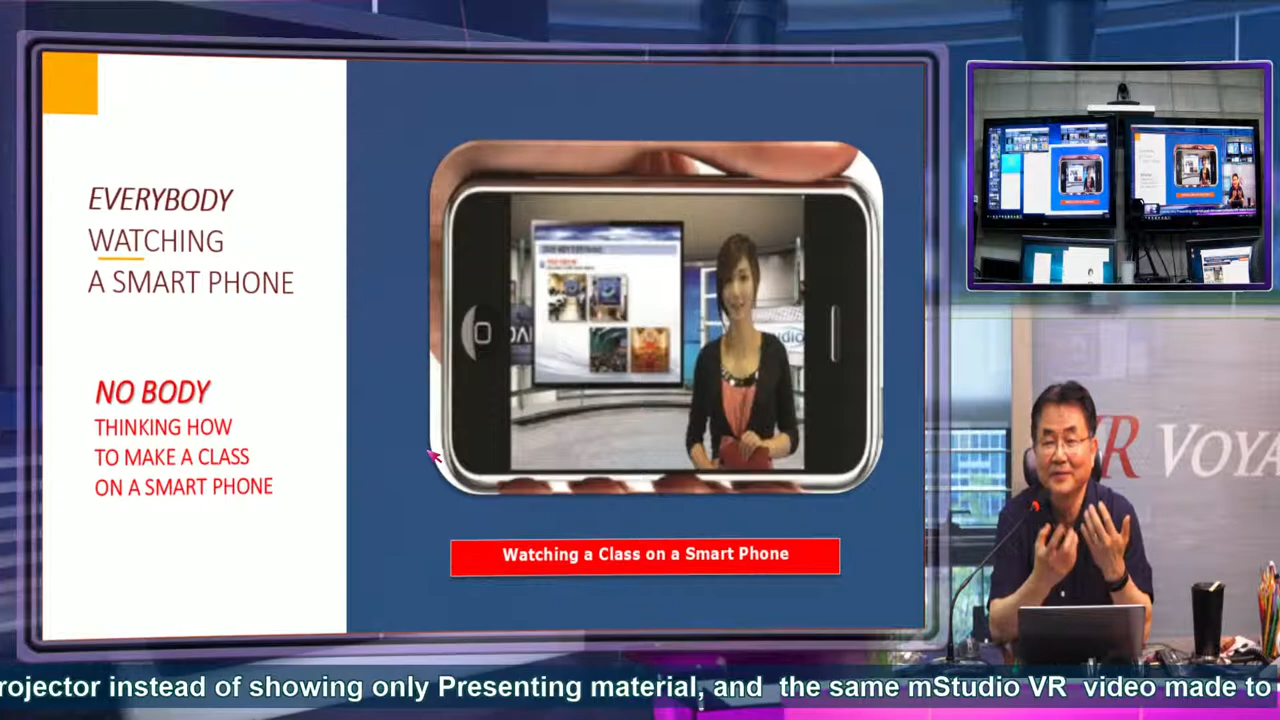 EVERYBODY
WATCHING
A SMART PHONE
NO BODY
THINKING HOW
TO MAKE A CLASS
ON A SMART PHONE
Watching a Class on a Smart Phone
R VOYA
rojector instead of showing only Presenting material, and the same mStudio VR video made to